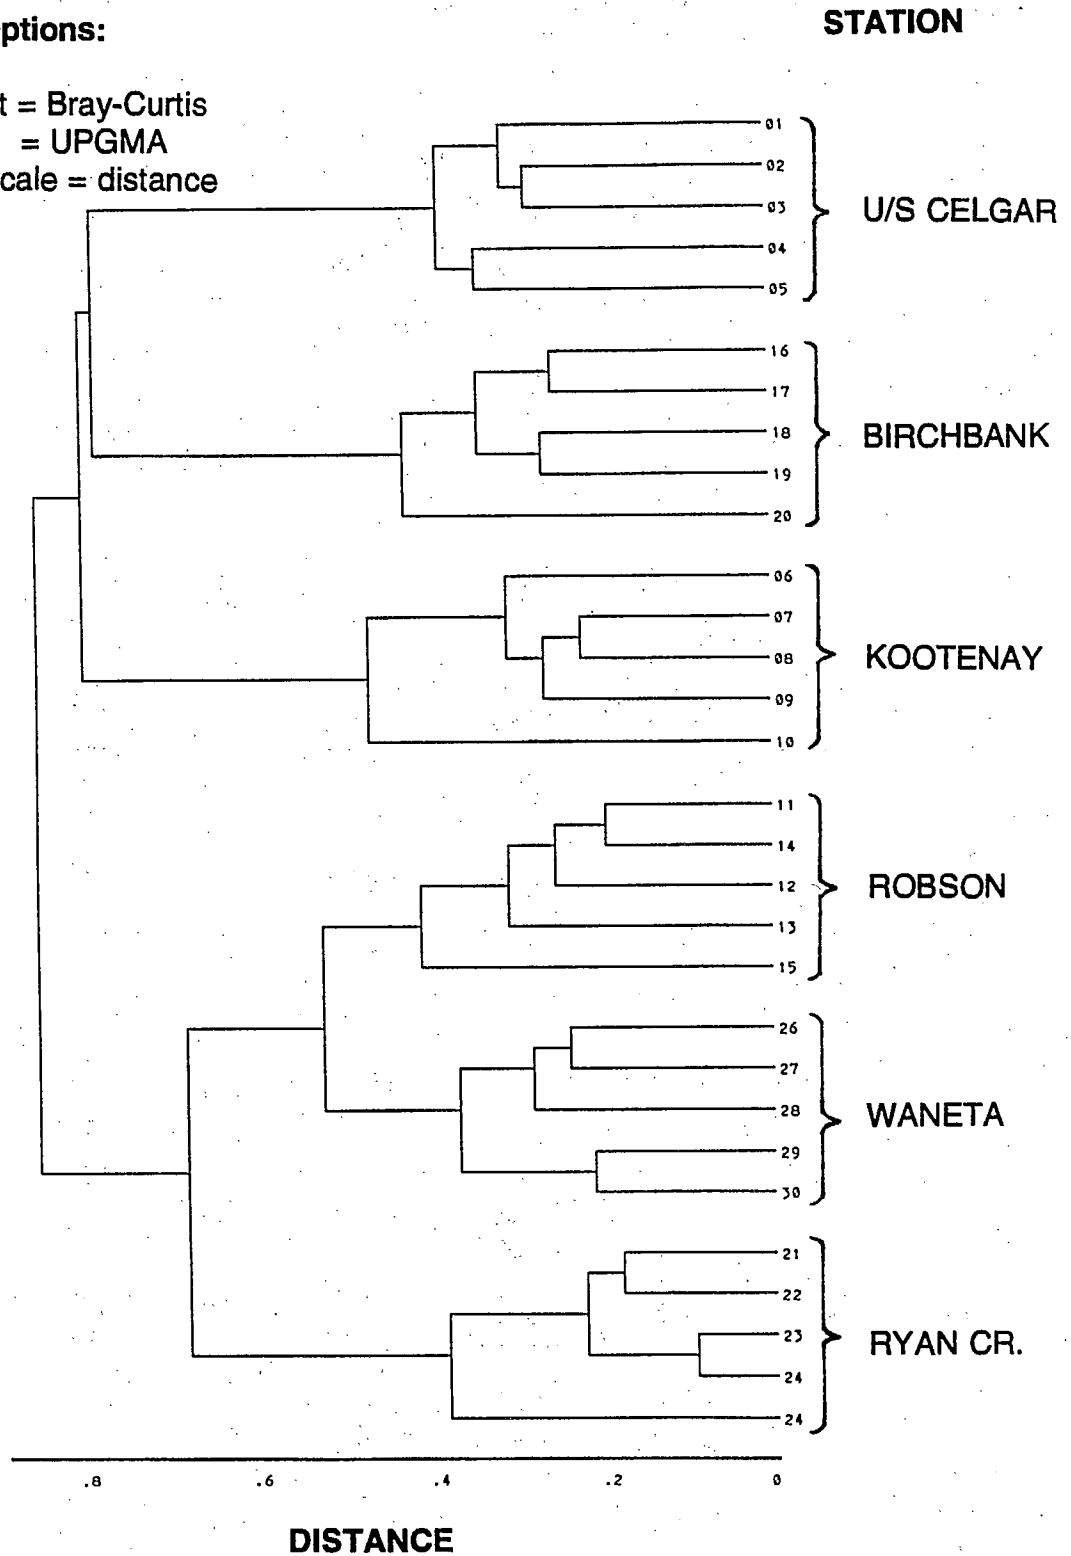 ptions:
STATION
t = Bray-Curtis
= UPGMA
cale = distance
01
02
03
04
05
U/S CELGAR
16
17
18
19
20
BIRCHBANK
06
07
08
09
10
KOOTENAY
11
14
12
13
15
ROBSON
26
27
28
29
30
WANETA
21
22
23
24
24
RYAN CR.
.8 .6 .4 .2 0
DISTANCE